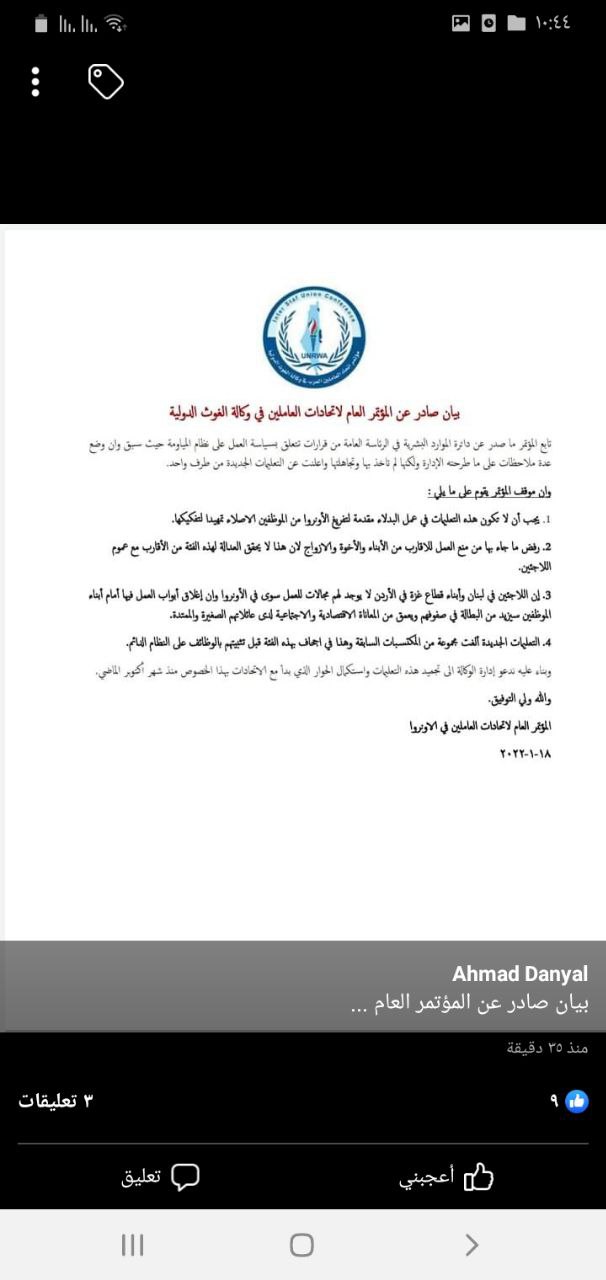 ١٠:٤٤
Inter Staf Union Conference
UNRWA
بيان صادر عن المؤتمر العام لاتحادات العاملين في وكالة الغوث الدولية
تابع المؤتمر ما صدر عن دائرة الموارد البشرية في الرئاسة العامة من قرارات تتعلق بسياسة العمل على نظام المياومة حيث سبق وان وضع
عدة ملاحظات على ما طرحته الإدارة ولكنها لم تاخذ بها وتجاهلتها واعلنت عن التعليمات الجديدة من طرف واحد.
وان موقف المؤتمر يقوم على ما يلي :
1. يجب أن لا تكون هذه التعليمات في عمل البدلاء مقدمة لتفريغ الأونروا من الموظفين الاصلاء تمهيدا لتفكيكها.
2. رفض ما جاء بها من منع العمل للاقارب من الأبناء والأخوة والازواج لان هذا لا يحقق العدالة لهذه الفئة من الأقارب مع عموم
اللاجئين.
3. إن اللاجئين في لبنان وأبناء قطاع غزة في الأردن لا يوجد لهم مجالات للعمل سوى في الأونروا وإن إغلاق أبواب العمل فيها أمام أبناء
الموظفين سيزيد من البطالة في صفوفهم ويعمق من المعاناة الاقتصادية والاجتماعية لدى عائلاتهم الصغيرة والممتدة.
4. التعليمات الجديدة ألغت مجموعة من المكتسبات السابقة وهذا في اجحاف بهذه الفئة قبل تثبيتهم بالوظائف على النظام الدائم.
وبناء عليه ندعو إدارة الوكالة الى تجميد هذه التعليمات واستكمال الحوار الذي بدأ مع الاتحادات بهذا الخصوص منذ شهر أكتوبر الماضي.
والله ولي التوفيق.
المؤتمر العام لاتحادات العاملين في الاونروا
١٨-١-٢٠٢٢
Ahmad Danyal
بيان صادر عن المؤتمر العام ...
منذ ٣٥ دقيقة
٩
٣ تعليقات
أعجبني
تعليق